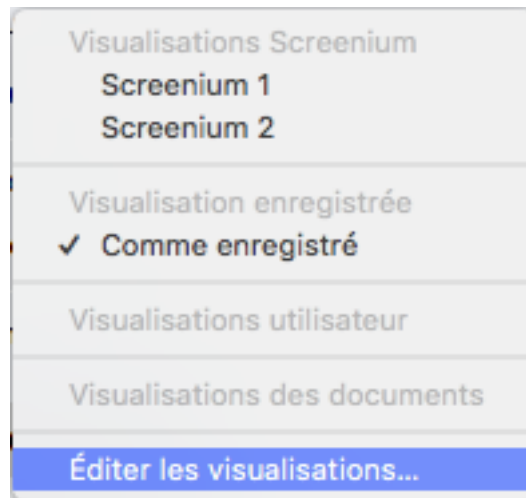 Visualisations Screenium
Screenium 1
Screenium 2
Visualisation enregistrée
✓ Comme enregistré
Visualisations utilisateur
Visualisations des documents
Éditer les visualisations...